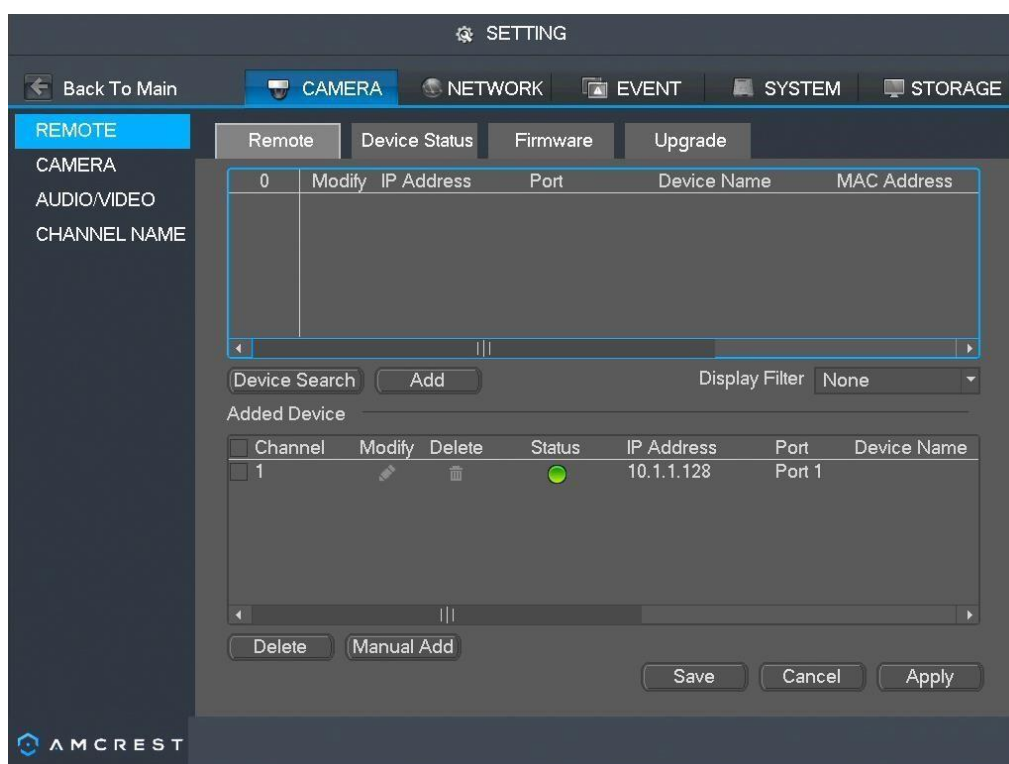 SETTING
Back To Main CAMERA NETWORK EVENT SYSTEM STORAGE
REMOTE
CAMERA
AUDIO/VIDEO
CHANNEL NAME
Remote Device Status Firmware Upgrade
0 Modify IP Address Port Device Name MAC Address
Device Search Add Display Filter None
Added Device
Channel Modify Delete Status IP Address Port Device Name
1 10.1.1.128 Port 1
Delete Manual Add
Save Cancel Apply
AMCREST